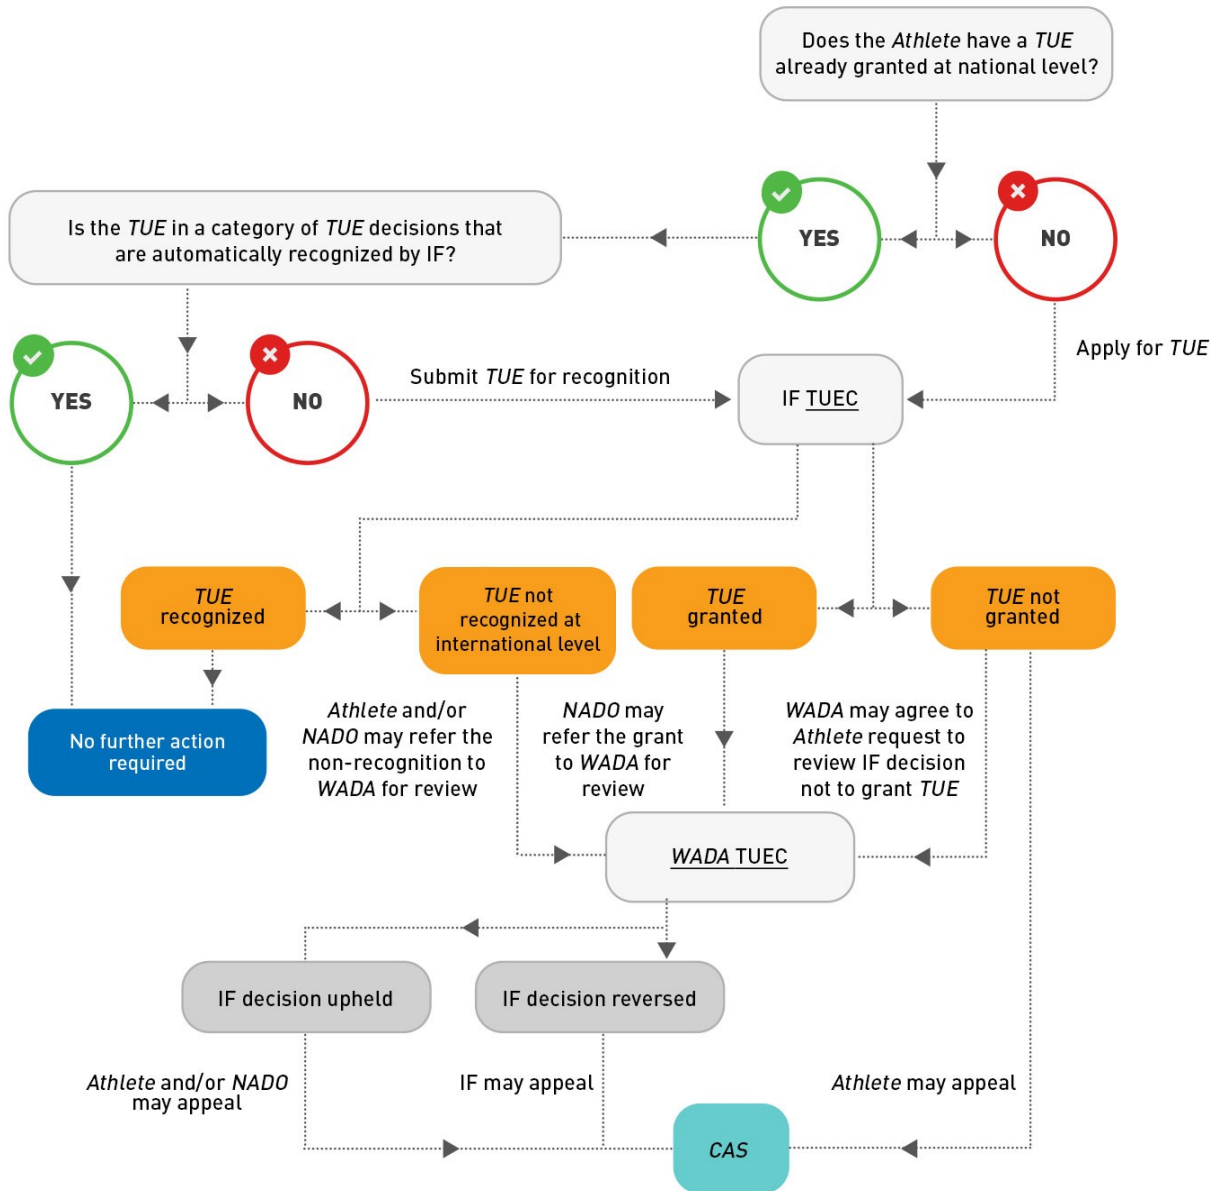 Does the Athlete have a TUE
already granted at national level?
YES
NO
Is the TUE in a category of TUE decisions that
are automatically recognized by IF?
YES
NO
Submit TUE for recognition
Apply for TUE
IF TUEC
TUE
recognized
TUE not
recognized at
international level
TUE
granted
TUE not
granted
No further action
required
Athlete and/or
NADO may refer the
non-recognition to
WADA for review
NADO may
refer the grant
to WADA for
review
WADA may agree to
Athlete request to
review IF decision
not to grant TUE
WADA TUEC
IF decision upheld
IF decision reversed
Athlete and/or NADO
may appeal
IF may appeal
Athlete may appeal
CAS